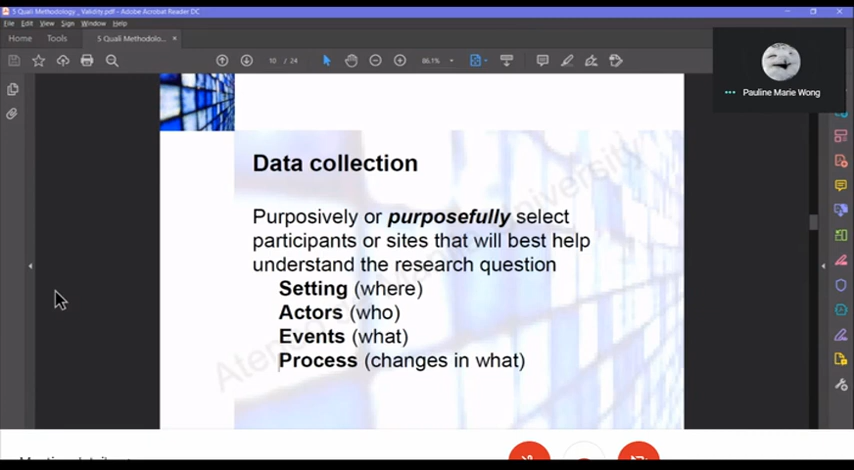 5 Quali Methodology _ Validity.pdf - Adobe Acrobat Reader DC
File Edit View Sign Window Help
Home Tools 5 Quali Methodolo... ×
10 / 24 86.1%
Pauline Marie Wong
Data collection
Purposively or purposefully select
participants or sites that will best help
understand the research question
Setting (where)
Actors (who)
Events (what)
Process (changes in what)